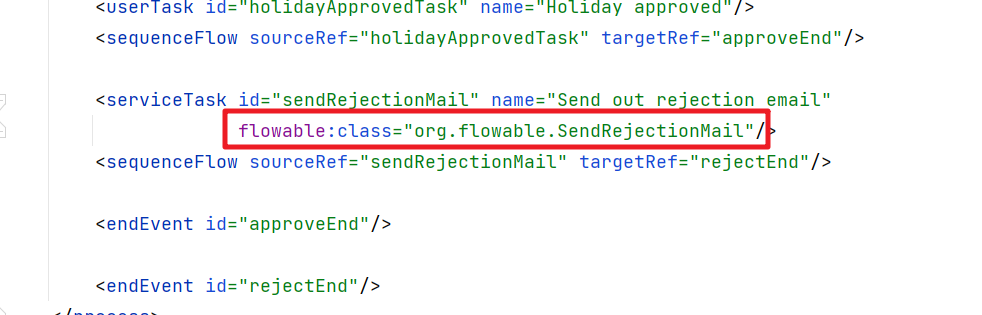 <userTask id="holidayApprovedTask" name="Holiday approved"/>
<sequenceFlow sourceRef="holidayApprovedTask" targetRef="approveEnd"/>
<serviceTask id="sendRejectionMail" name="Send out rejection email"
flowable:class="org.flowable.SendRejectionMail"/>
<sequenceFlow sourceRef="sendRejectionMail" targetRef="rejectEnd"/>
<endEvent id="approveEnd"/>
<endEvent id="rejectEnd"/>
</process>